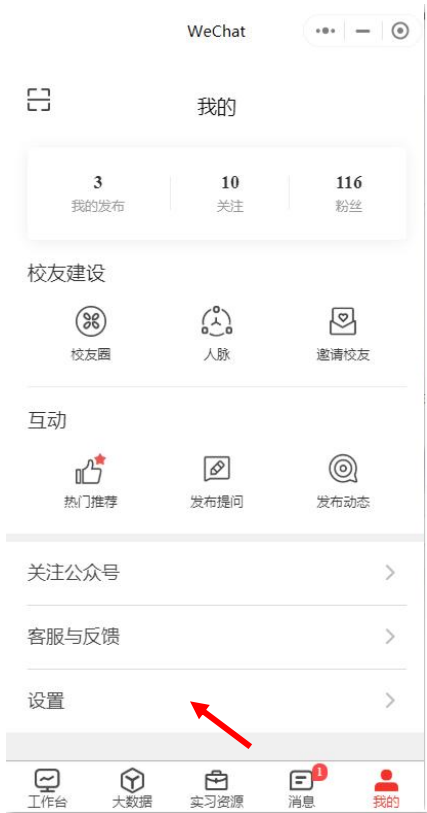 WeChat
我的
3 10 116
我的发布 关注 粉丝
校友建设
校友圈 人脉 邀请校友
互动
热门推荐 发布提问 发布动态
关注公众号
客服与反馈
设置
1
工作台 大数据 实习资源 消息 我的